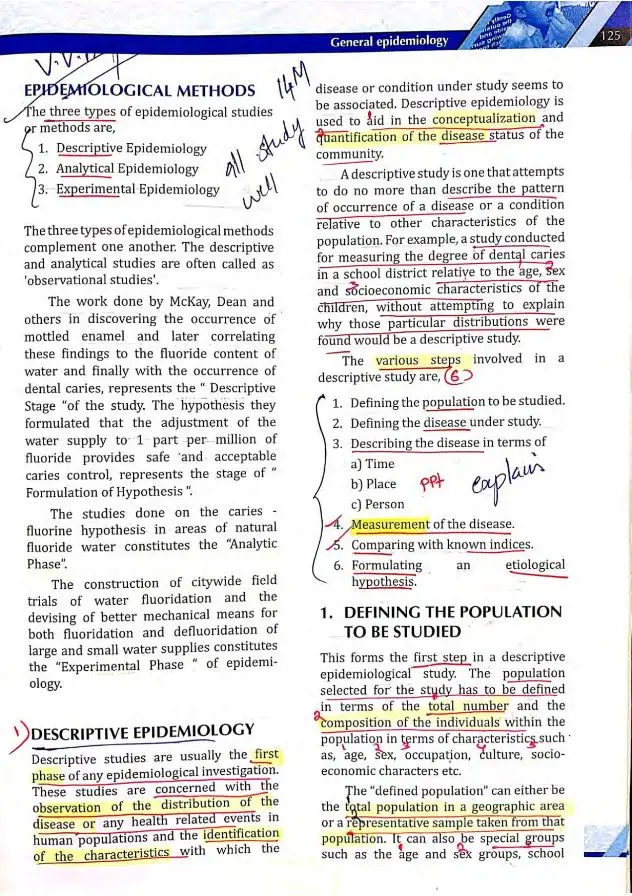 General epidemiology
125
V.V.
EPIDEMIOLOGICAL METHODS
14M
The three types of epidemiological studies
or methods are,
1. Descriptive Epidemiology
2. Analytical Epidemiology
3. Experimental Epidemiology
all study
well
The three types of epidemiological methods
complement one another. The descriptive
and analytical studies are often called as
'observational studies'.
The work done by McKay, Dean and
others in discovering the occurrence of
mottled enamel and later correlating
these findings to the fluoride content of
water and finally with the occurrence of
dental caries, represents the “ Descriptive
Stage “of the study. The hypothesis they
formulated that the adjustment of the
water supply to 1 part per million of
fluoride provides safe and acceptable
caries control, represents the stage of “
Formulation of Hypothesis “.
The studies done on the caries -
fluorine hypothesis in areas of natural
fluoride water constitutes the “Analytic
Phase”.
The construction of citywide field
trials of water fluoridation and the
devising of better mechanical means for
both fluoridation and defluoridation of
large and small water supplies constitutes
the “Experimental Phase “ of epidemi-
ology.
1) DESCRIPTIVE EPIDEMIOLOGY
Descriptive studies are usually the first
phase of any epidemiological investigation.
These studies are concerned with the
observation of the distribution of the
disease or any health related events in
human populations and the identification
of the characteristics with which the
disease or condition under study seems to
be associated. Descriptive epidemiology is
used to aid in the conceptualization and
quantification of the disease status of the
community.
A descriptive study is one that attempts
to do no more than describe the pattern
of occurrence of a disease or a condition
relative to other characteristics of the
population. For example, a study conducted
for measuring the degree of dental caries
in a school district relative to the age, sex
and socioeconomic characteristics of the
children, without attempting to explain
why those particular distributions were
found would be a descriptive study.
The various steps involved in a
descriptive study are, (6)
1. Defining the population to be studied.
2. Defining the disease under study.
3. Describing the disease in terms of
a) Time
b) Place PPT explain
c) Person
4. Measurement of the disease.
5. Comparing with known indices.
6. Formulating an etiological
hypothesis.
1. DEFINING THE POPULATION
TO BE STUDIED
This forms the first step in a descriptive
epidemiological study. The population
selected for the study has to be defined
in terms of the total number and the
composition of the individuals within the
population in terms of characteristics such
as, age, sex, occupation, culture, socio-
economic characters etc.
The “defined population” can either be
the total population in a geographic area
or a representative sample taken from that
population. It can also be special groups
such as the age and sex groups, school